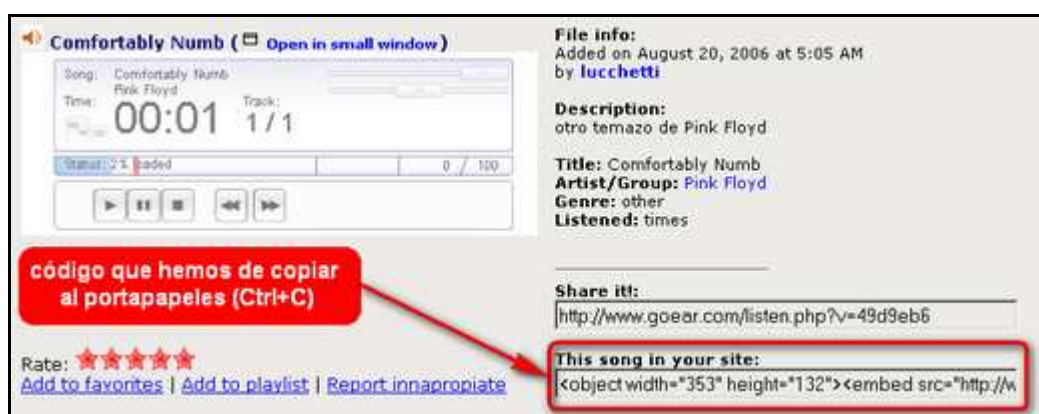 Comfortably Numb ( Open in small window )
Song: Comfortably Numb
Pink Floyd
Time: 00:01
Track: 1 / 1
Status: 2 % loaded
0 / 100
código que hemos de copiar
al portapapeles (Ctrl+C)
Rate:
Add to favorites | Add to playlist | Report innapropiate
File info:
Added on August 20, 2006 at 5:05 AM
by lucchetti
Description:
otro temazo de Pink Floyd
Title: Comfortably Numb
Artist/Group: Pink Floyd
Genre: other
Listened: times
Share it!:
http://www.goear.com/listen.php?v=49d9eb6
This song in your site:
<object width="353" height="132"><embed src="http://w